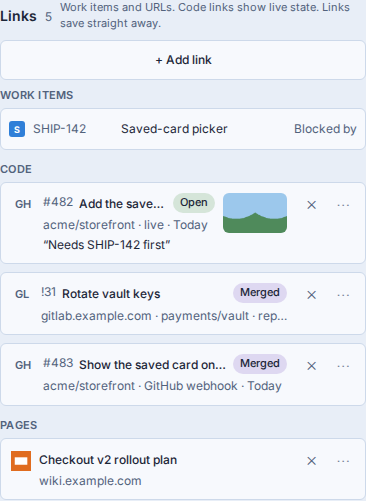 Links 5 Work items and URLs. Code links show live state. Links
save straight away.
+ Add link
WORK ITEMS
S SHIP-142 Saved-card picker Blocked by
CODE
GH #482 Add the save... Open × ...
acme/storefront · live · Today
“Needs SHIP-142 first”
GL !31 Rotate vault keys Merged × ...
gitlab.example.com · payments/vault · rep...
GH #483 Show the saved card on... Merged × ...
acme/storefront · GitHub webhook · Today
PAGES
Checkout v2 rollout plan × ...
wiki.example.com